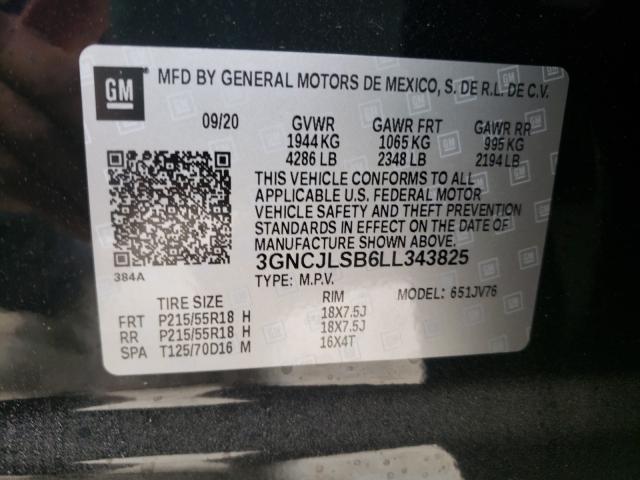 GM MFD BY GENERAL MOTORS DE MEXICO, S. DE R.L. DE C.V.
09/20 GVWR GAWR FRT GAWR RR
1944 KG 1065 KG 995 KG
4286 LB 2348 LB 2194 LB
THIS VEHICLE CONFORMS TO ALL
APPLICABLE U.S. FEDERAL MOTOR
VEHICLE SAFETY AND THEFT PREVENTION
STANDARDS IN EFFECT ON THE DATE OF
MANUFACTURE SHOWN ABOVE.
3GNCJLSB6LL343825
384A
TYPE: M.P.V. MODEL: 651JV76
TIRE SIZE RIM
FRT P215/55R18 H 18X7.5J
RR P215/55R18 H 18X7.5J
SPA T125/70D16 M 16X4T